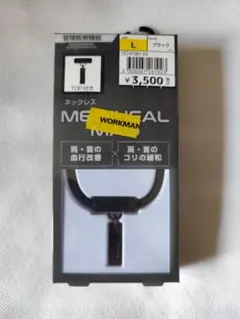 管理医療機器
L
ブラック
¥3,500
TOP付き
ネックレス
MEDICAL
WORKMAN
肩・首の
血行改善
肩・首の
コリの緩和